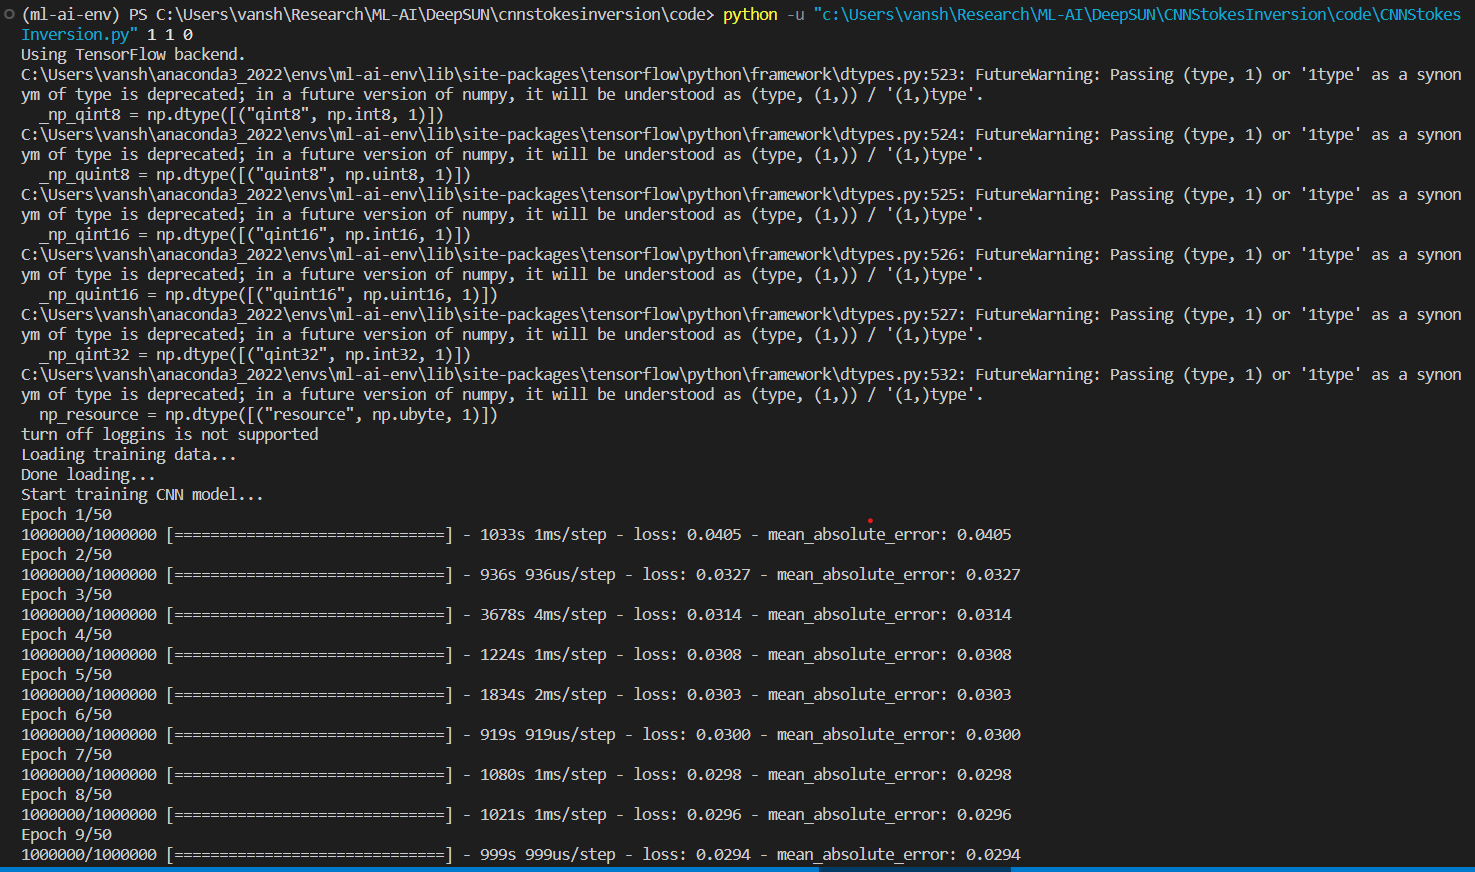 (ml-ai-env) PS C:\Users\vansh\Research\ML-AI\DeepSUN\cnnstokesinversion\code> python -u "c:\Users\vansh\Research\ML-AI\DeepSUN\CNNStokesInversion\code\CNNStokes
Inversion.py" 1 1 0
Using TensorFlow backend.
C:\Users\vansh\anaconda3_2022\envs\ml-ai-env\lib\site-packages\tensorflow\python\framework\dtypes.py:523: FutureWarning: Passing (type, 1) or '1type' as a synon
ym of type is deprecated; in a future version of numpy, it will be understood as (type, (1,)) / '(1,)type'.
  _np_qint8 = np.dtype([("qint8", np.int8, 1)])
C:\Users\vansh\anaconda3_2022\envs\ml-ai-env\lib\site-packages\tensorflow\python\framework\dtypes.py:524: FutureWarning: Passing (type, 1) or '1type' as a synon
ym of type is deprecated; in a future version of numpy, it will be understood as (type, (1,)) / '(1,)type'.
  _np_quint8 = np.dtype([("quint8", np.uint8, 1)])
C:\Users\vansh\anaconda3_2022\envs\ml-ai-env\lib\site-packages\tensorflow\python\framework\dtypes.py:525: FutureWarning: Passing (type, 1) or '1type' as a synon
ym of type is deprecated; in a future version of numpy, it will be understood as (type, (1,)) / '(1,)type'.
  _np_qint16 = np.dtype([("qint16", np.int16, 1)])
C:\Users\vansh\anaconda3_2022\envs\ml-ai-env\lib\site-packages\tensorflow\python\framework\dtypes.py:526: FutureWarning: Passing (type, 1) or '1type' as a synon
ym of type is deprecated; in a future version of numpy, it will be understood as (type, (1,)) / '(1,)type'.
  _np_quint16 = np.dtype([("quint16", np.uint16, 1)])
C:\Users\vansh\anaconda3_2022\envs\ml-ai-env\lib\site-packages\tensorflow\python\framework\dtypes.py:527: FutureWarning: Passing (type, 1) or '1type' as a synon
ym of type is deprecated; in a future version of numpy, it will be understood as (type, (1,)) / '(1,)type'.
  _np_qint32 = np.dtype([("qint32", np.int32, 1)])
C:\Users\vansh\anaconda3_2022\envs\ml-ai-env\lib\site-packages\tensorflow\python\framework\dtypes.py:532: FutureWarning: Passing (type, 1) or '1type' as a synon
ym of type is deprecated; in a future version of numpy, it will be understood as (type, (1,)) / '(1,)type'.
  np_resource = np.dtype([("resource", np.ubyte, 1)])
turn off loggins is not supported
Loading training data...
Done loading...
Start training CNN model...
Epoch 1/50
1000000/1000000 [==============================] - 1033s 1ms/step - loss: 0.0405 - mean_absolute_error: 0.0405
Epoch 2/50
1000000/1000000 [==============================] - 936s 936us/step - loss: 0.0327 - mean_absolute_error: 0.0327
Epoch 3/50
1000000/1000000 [==============================] - 3678s 4ms/step - loss: 0.0314 - mean_absolute_error: 0.0314
Epoch 4/50
1000000/1000000 [==============================] - 1224s 1ms/step - loss: 0.0308 - mean_absolute_error: 0.0308
Epoch 5/50
1000000/1000000 [==============================] - 1834s 2ms/step - loss: 0.0303 - mean_absolute_error: 0.0303
Epoch 6/50
1000000/1000000 [==============================] - 919s 919us/step - loss: 0.0300 - mean_absolute_error: 0.0300
Epoch 7/50
1000000/1000000 [==============================] - 1080s 1ms/step - loss: 0.0298 - mean_absolute_error: 0.0298
Epoch 8/50
1000000/1000000 [==============================] - 1021s 1ms/step - loss: 0.0296 - mean_absolute_error: 0.0296
Epoch 9/50
1000000/1000000 [==============================] - 999s 999us/step - loss: 0.0294 - mean_absolute_error: 0.0294